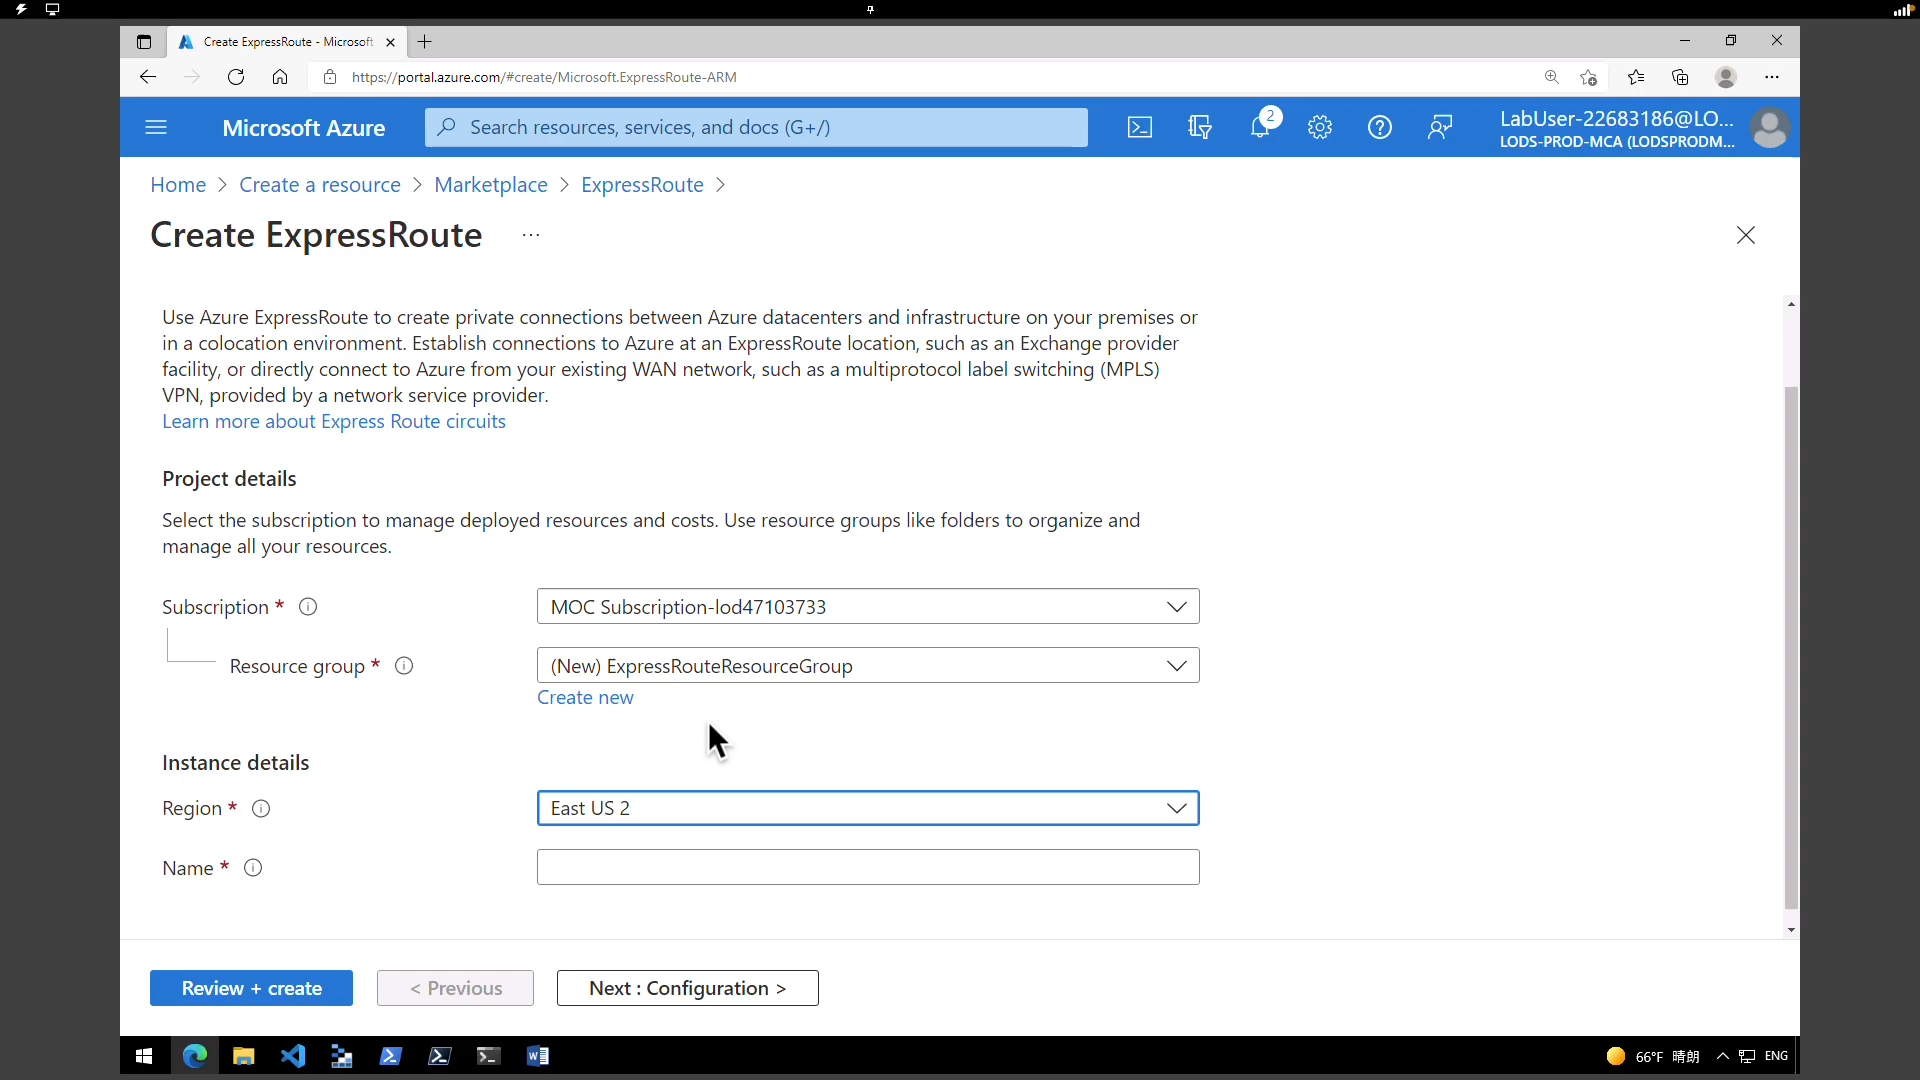 Create ExpressRoute - Microsoft
https://portal.azure.com/#create/Microsoft.ExpressRoute-ARM
Microsoft Azure
Search resources, services, and docs (G+/)
2
LabUser-22683186@LO...
LODS-PROD-MCA (LODSPRODM...
Home > Create a resource > Marketplace > ExpressRoute >
Create ExpressRoute ...
Use Azure ExpressRoute to create private connections between Azure datacenters and infrastructure on your premises or
in a colocation environment. Establish connections to Azure at an ExpressRoute location, such as an Exchange provider
facility, or directly connect to Azure from your existing WAN network, such as a multiprotocol label switching (MPLS)
VPN, provided by a network service provider.
Learn more about Express Route circuits
Project details
Select the subscription to manage deployed resources and costs. Use resource groups like folders to organize and
manage all your resources.
Subscription *
MOC Subscription-lod47103733
Resource group *
(New) ExpressRouteResourceGroup
Create new
Instance details
Region *
East US 2
Name *
Review + create
< Previous
Next : Configuration >
66°F 晴朗
ENG